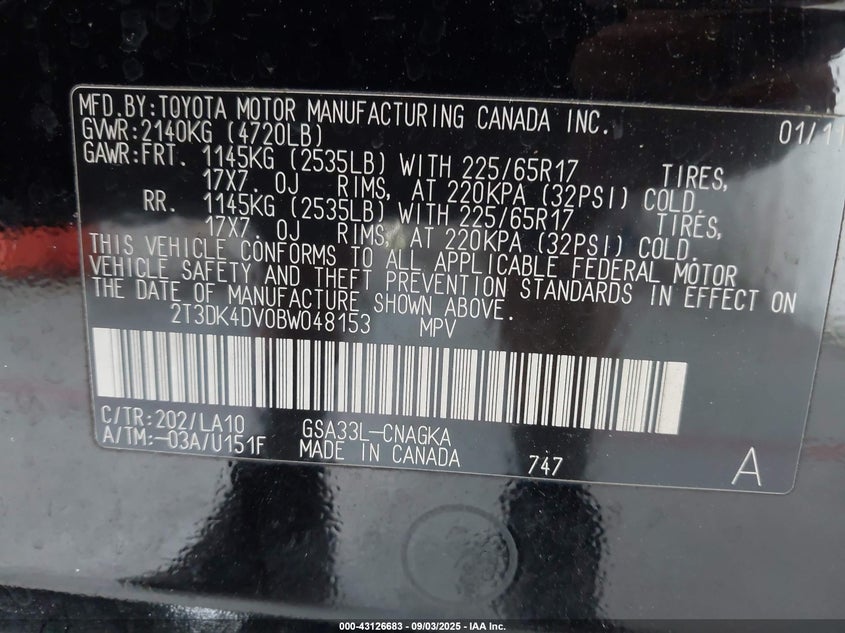 MFD.BY:TOYOTA MOTOR MANUFACTURING CANADA INC. 01/11
GVWR:2140KG (4720LB)
GAWR:FRT. 1145KG (2535LB) WITH 225/65R17 TIRES,
17X7.0J RIMS, AT 220KPA (32PSI) COLD.
RR. 1145KG (2535LB) WITH 225/65R17 TIRES,
17X7.0J RIMS, AT 220KPA (32PSI) COLD.
THIS VEHICLE CONFORMS TO ALL APPLICABLE FEDERAL MOTOR
VEHICLE SAFETY AND THEFT PREVENTION STANDARDS IN EFFECT ON
THE DATE OF MANUFACTURE SHOWN ABOVE.
2T3DK4DV0BW048153 MPV
C/TR:202/LA10 GSA33L-CNAGKA
A/TM:-03A/U151F MADE IN CANADA 747 A
000-43126683 - 09/03/2025 - IAA Inc.